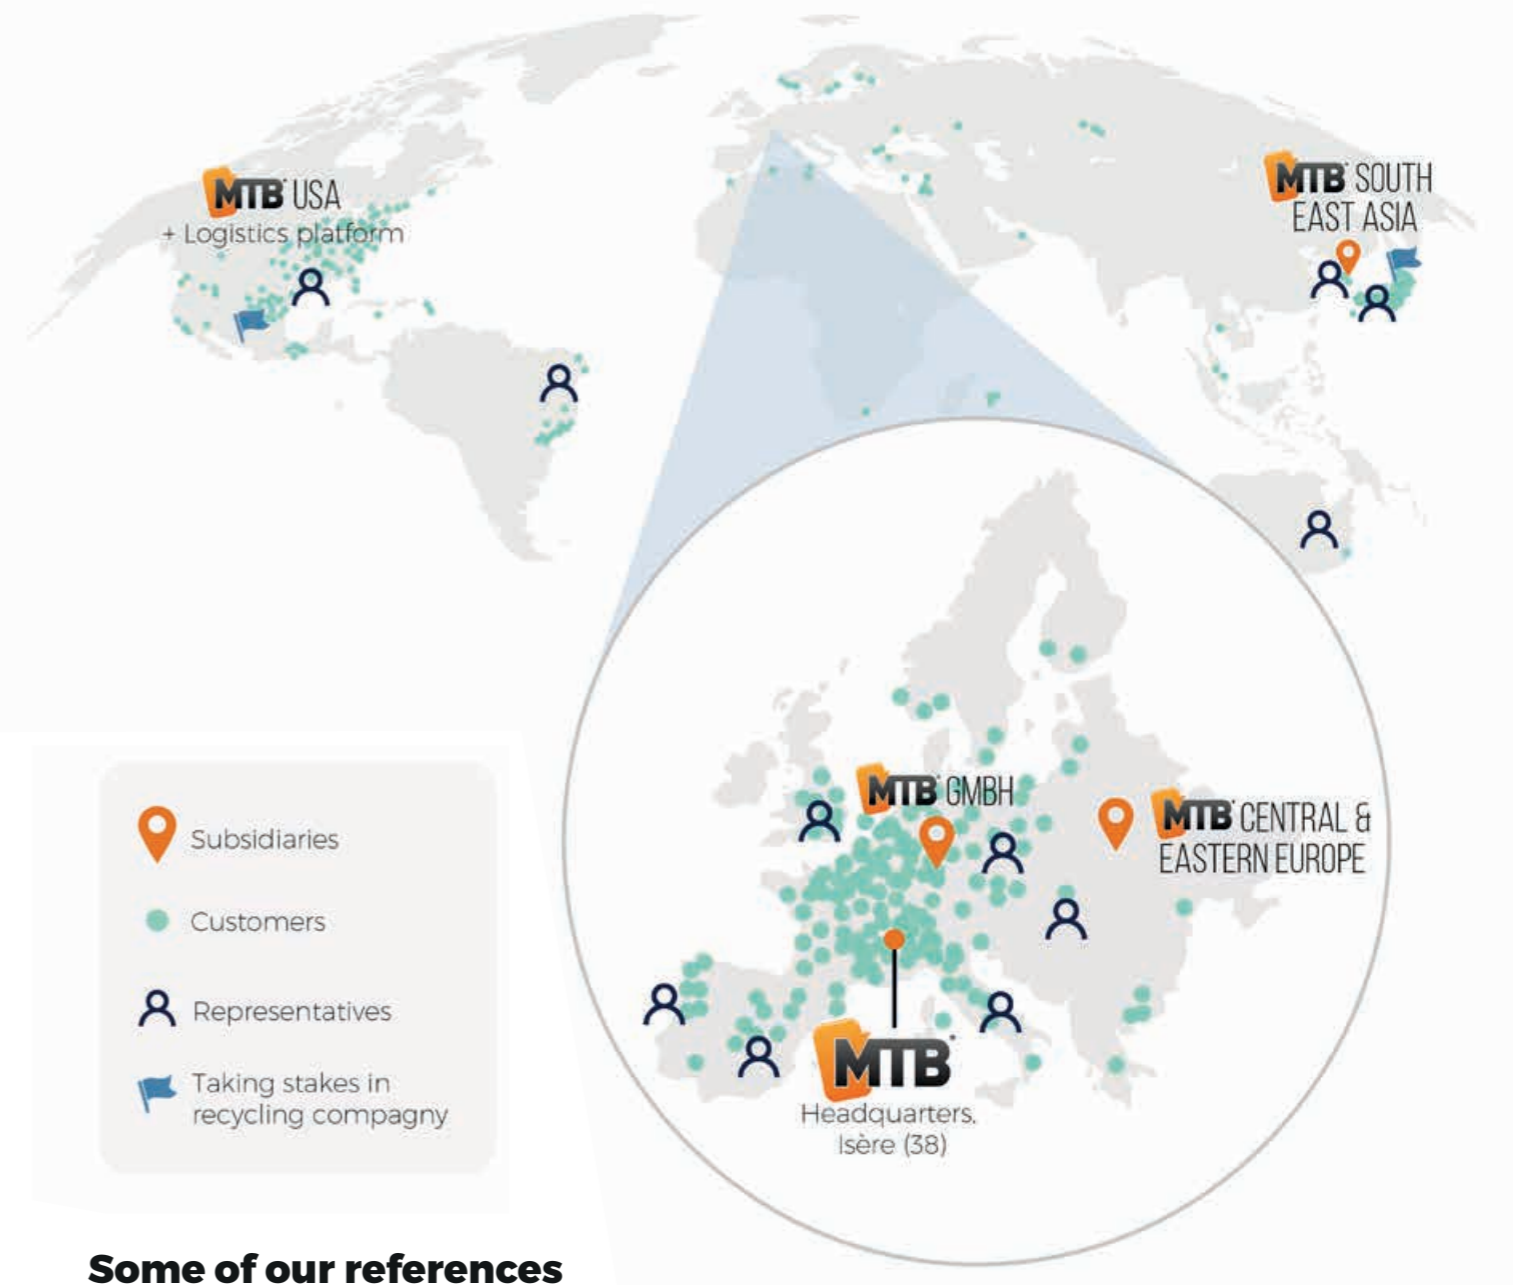 MTB USA
+ Logistics platform
MTB SOUTH
EAST ASIA
MTB GMBH
MTB CENTRAL &
EASTERN EUROPE
MTB
Headquarters,
Isère (38)
Subsidiaries
Customers
Representatives
Taking stakes in
recycling compagny
Some of our references